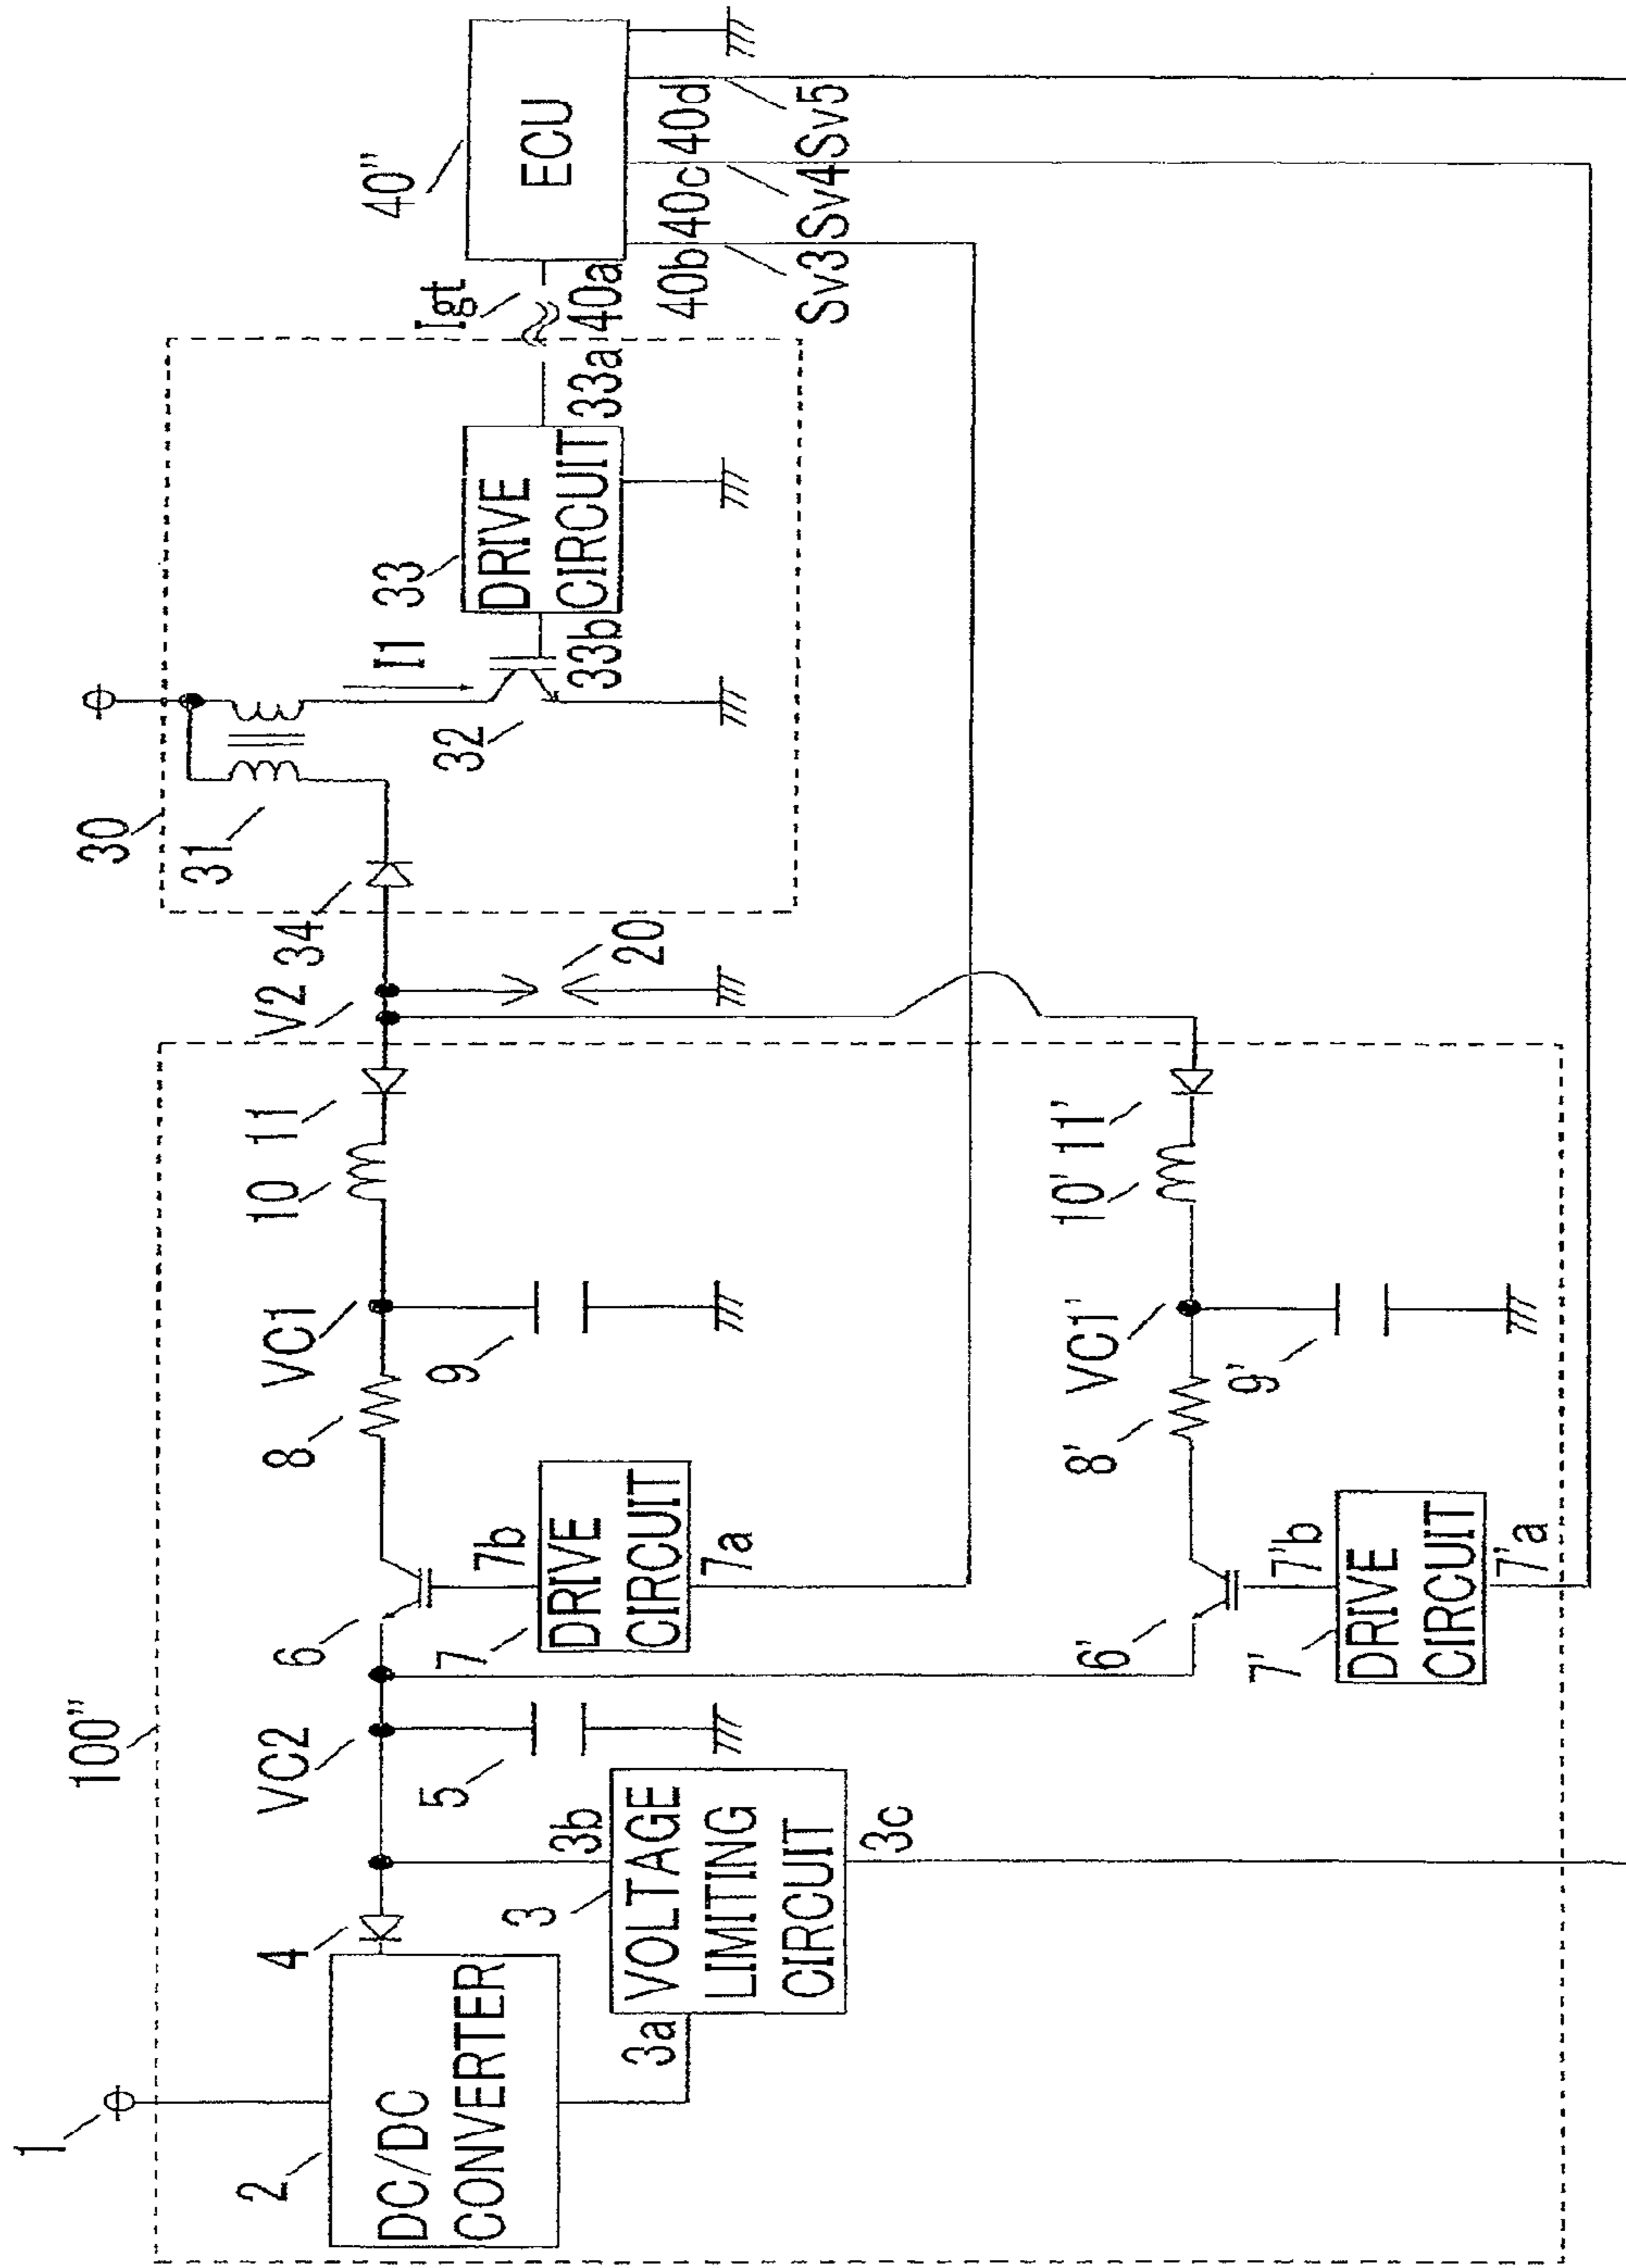 1
2
DC/DC
CONVERTER
100"
4
3
3a
3b
3c
VOLTAGE
LIMITING
CIRCUIT
VC2
5
6
7
7b
DRIVE
CIRCUIT
7a
8
VC1
9
10
11
6'
7'
7'b
DRIVE
CIRCUIT
7'a
8'
VC1'
9'
10'
11'
V2
20
34
30
31
32
I1
33
33b
DRIVE
CIRCUIT
33a
Igt
40a
40"
ECU
40b
40c
40d
Sv3
Sv4
Sv5